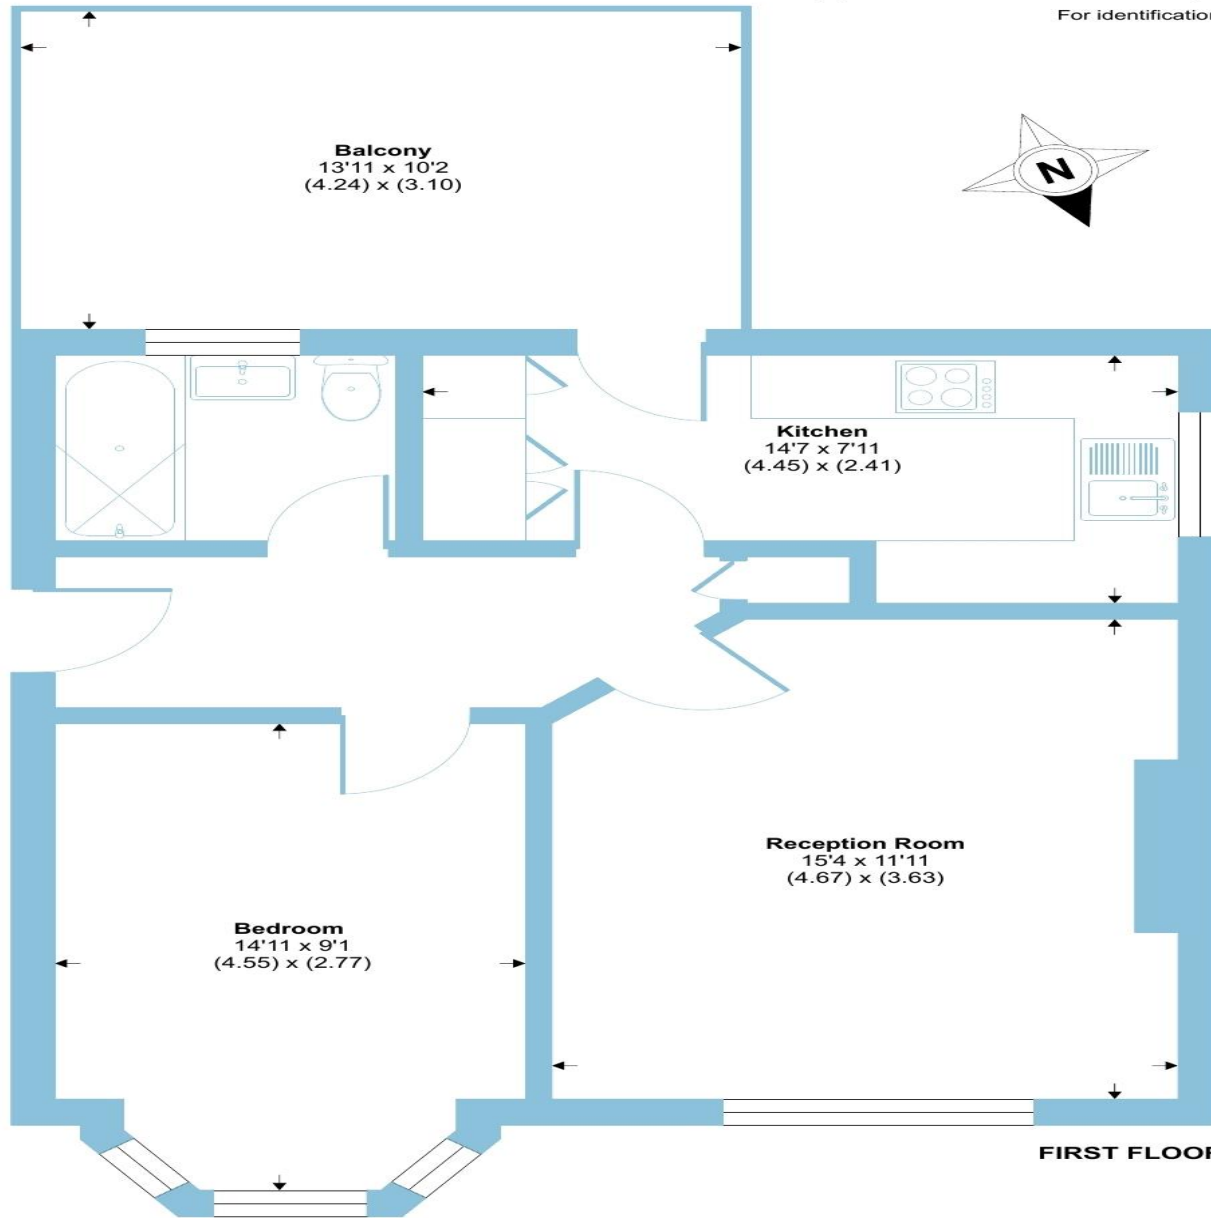 For identification
Balcony
13'11 x 10'2
(4.24) x (3.10)
N
Kitchen
14'7 x 7'11
(4.45) x (2.41)
Reception Room
15'4 x 11'11
(4.67) x (3.63)
Bedroom
14'11 x 9'1
(4.55) x (2.77)
FIRST FLOOR